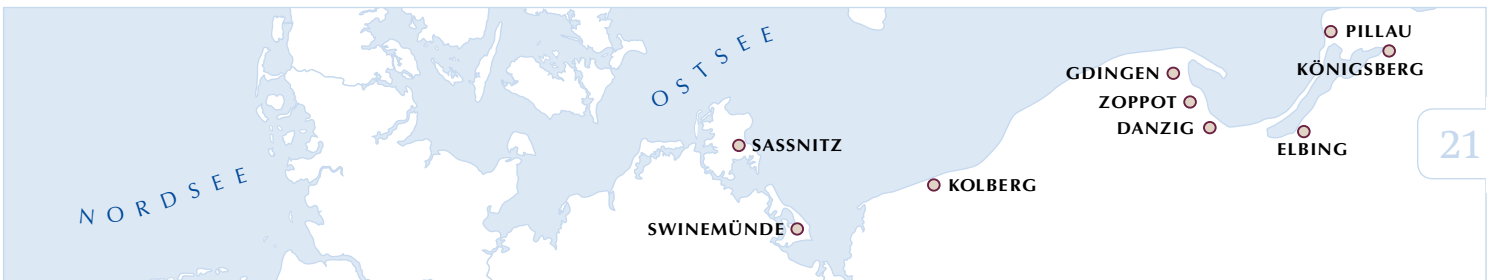 NORDSEE
OSTSEE
SASSNITZ
SWINEMÜNDE
KOLBERG
GDINGEN
ZOPPOT
DANZIG
PILLAU
KÖNIGSBERG
ELBING
21